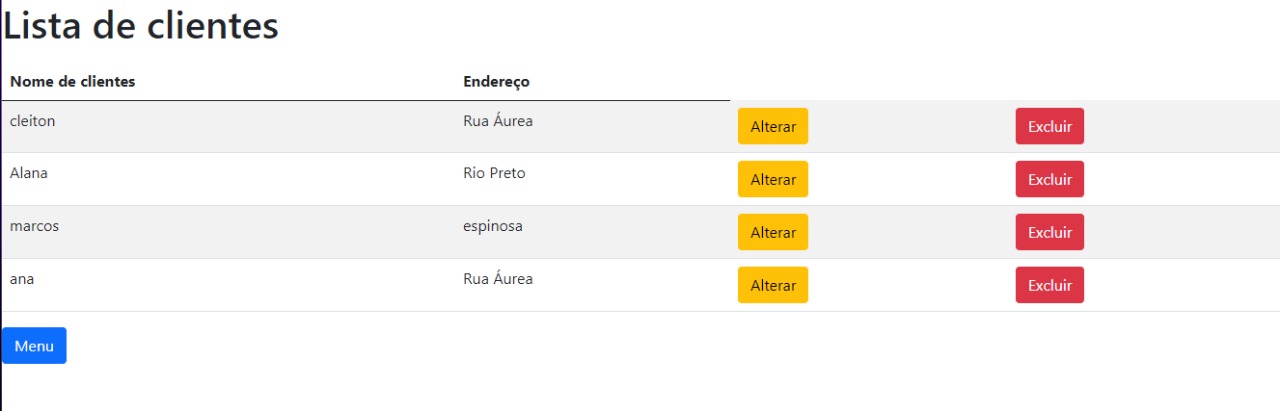 Lista de clientes
Nome de clientes Endereço
cleiton Rua Áurea Alterar Excluir
Alana Rio Preto Alterar Excluir
marcos espinosa Alterar Excluir
ana Rua Áurea Alterar Excluir
Menu